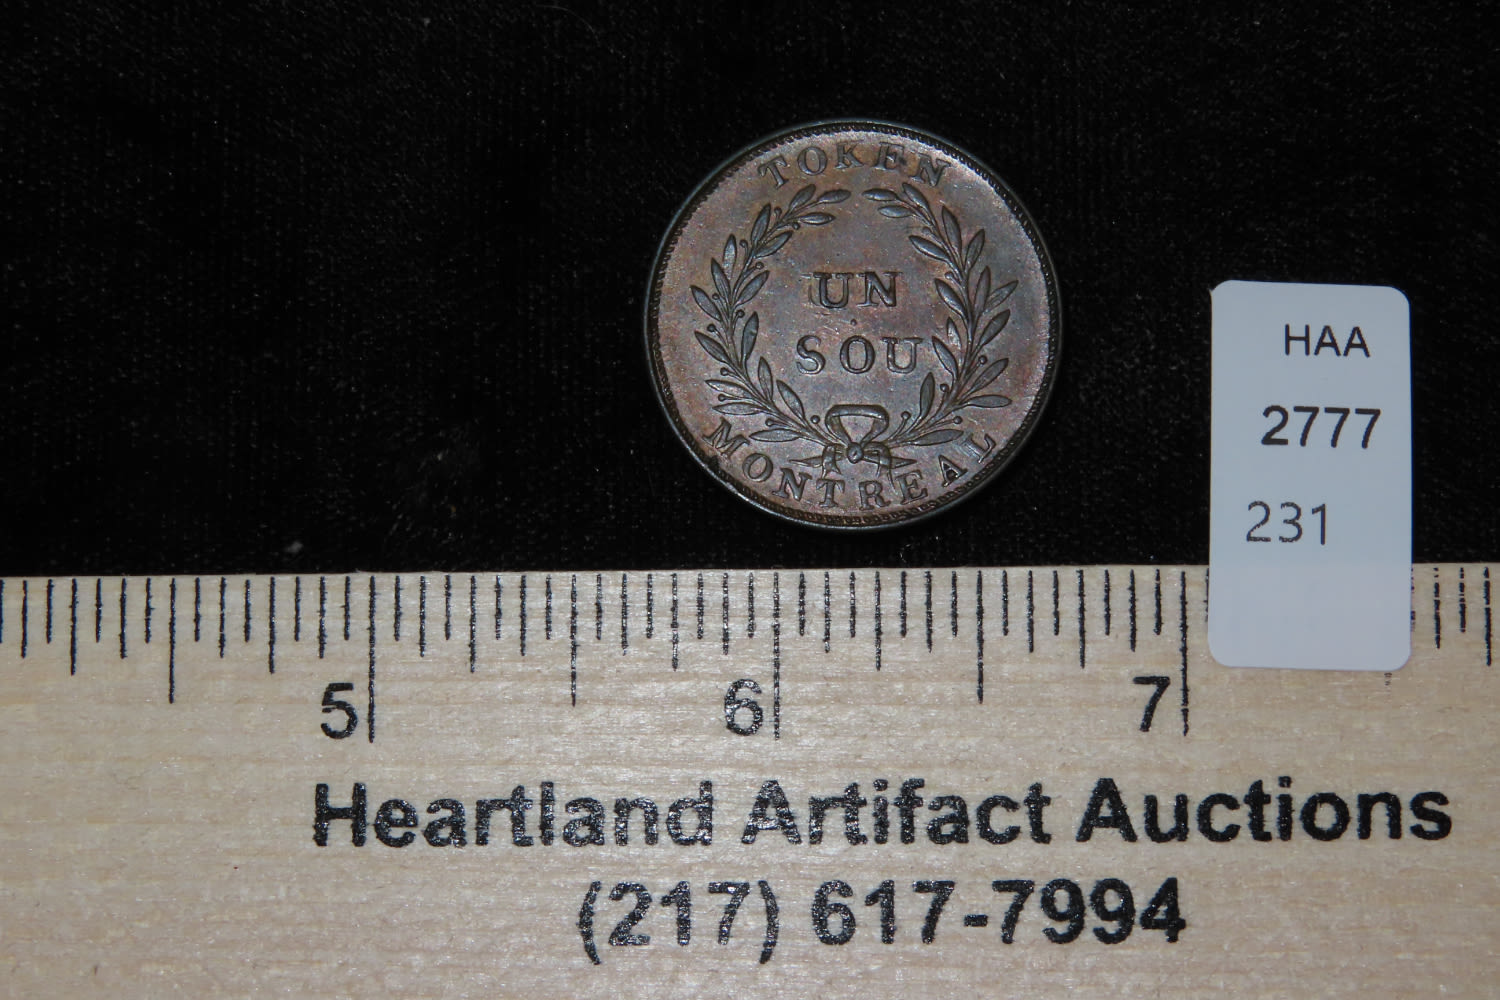 TOKEN
UN
SOU
MONTREAL
HAA
2777
231
5 6 7
Heartland Artifact Auctions
(217) 617-7994